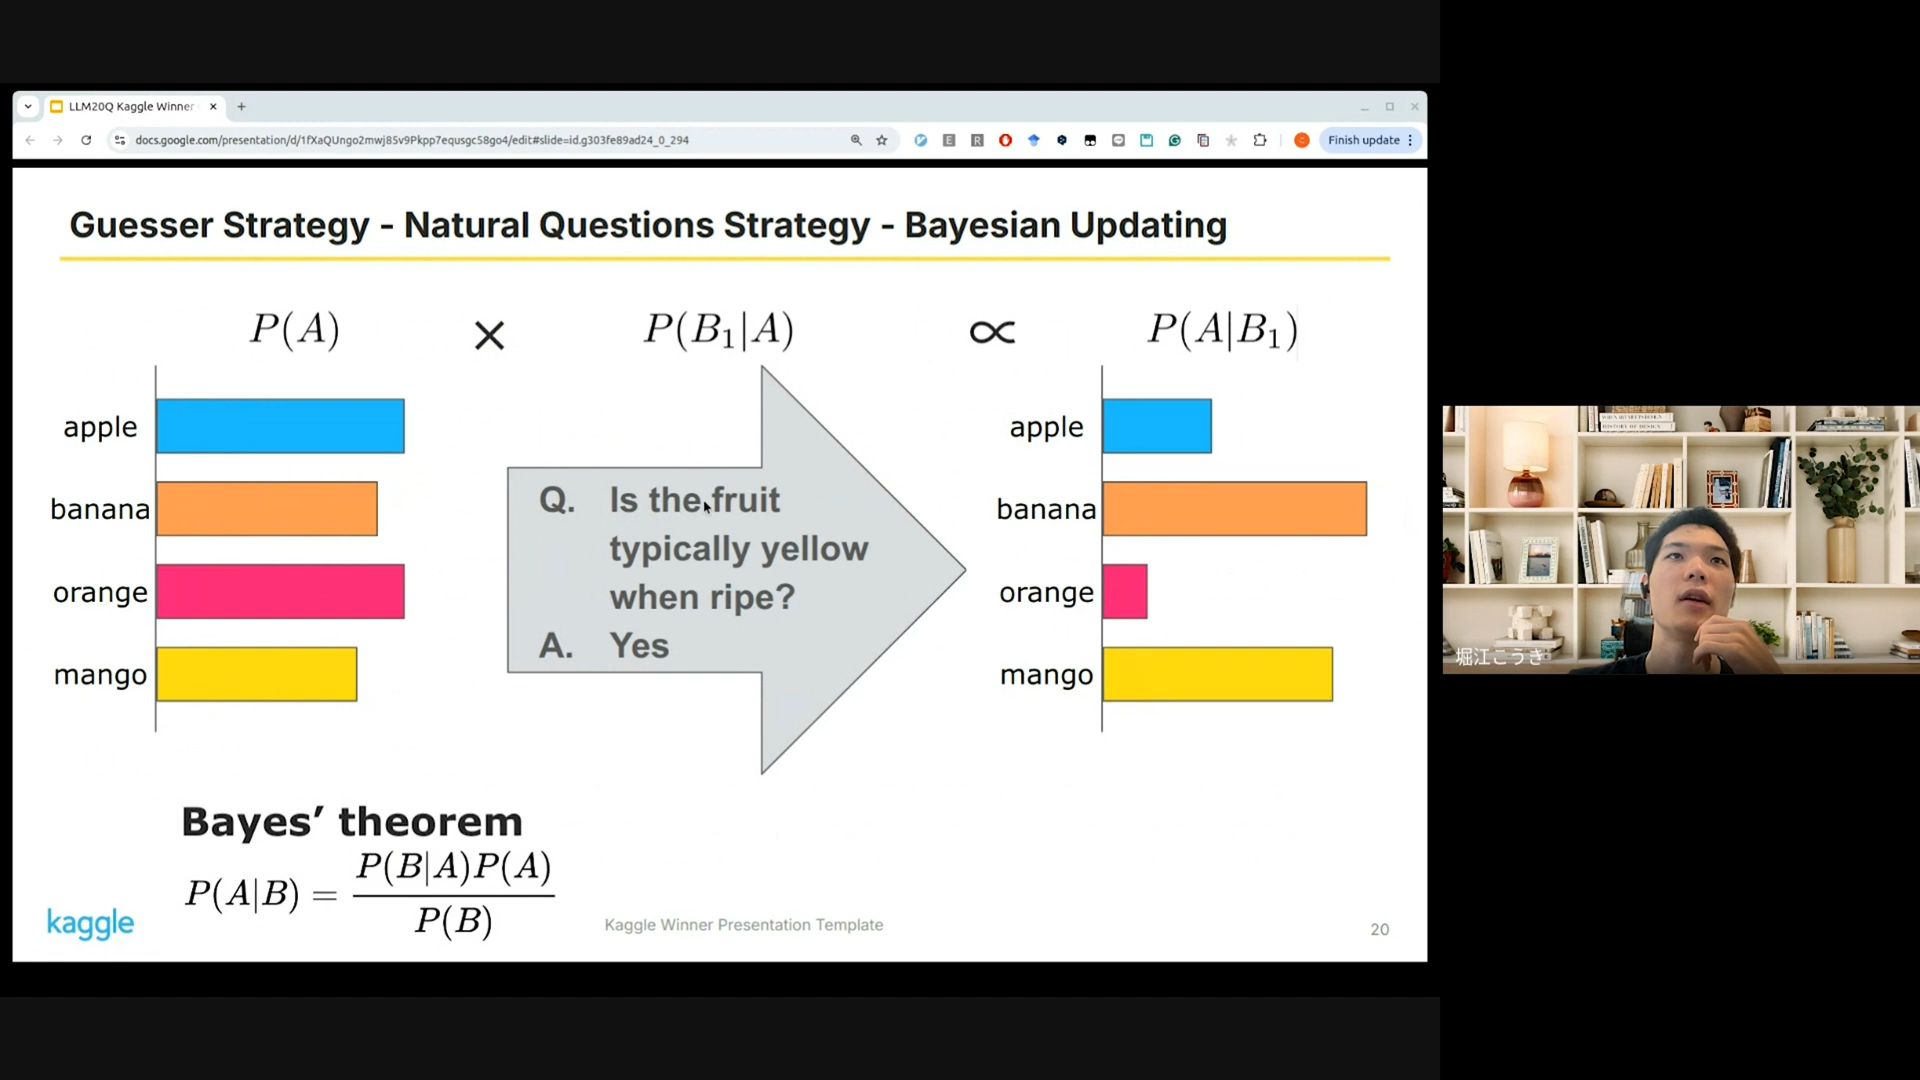 LLM20Q Kaggle Winner
docs.google.com/presentation/d/1fXaQUngo2mwj85v9Pkpp7equsgc58go4/edit#slide=id.g303fe89ad24_0_294
Finish update
Guesser Strategy - Natural Questions Strategy - Bayesian Updating
P(A) × P(B₁|A) ∝ P(A|B₁)
apple
banana
orange
mango
Q. Is the fruit
typically yellow
when ripe?
A. Yes
apple
banana
orange
mango
Bayes’ theorem
P(A|B) = P(B|A)P(A) / P(B)
kaggle
Kaggle Winner Presentation Template
20
堀江こうき